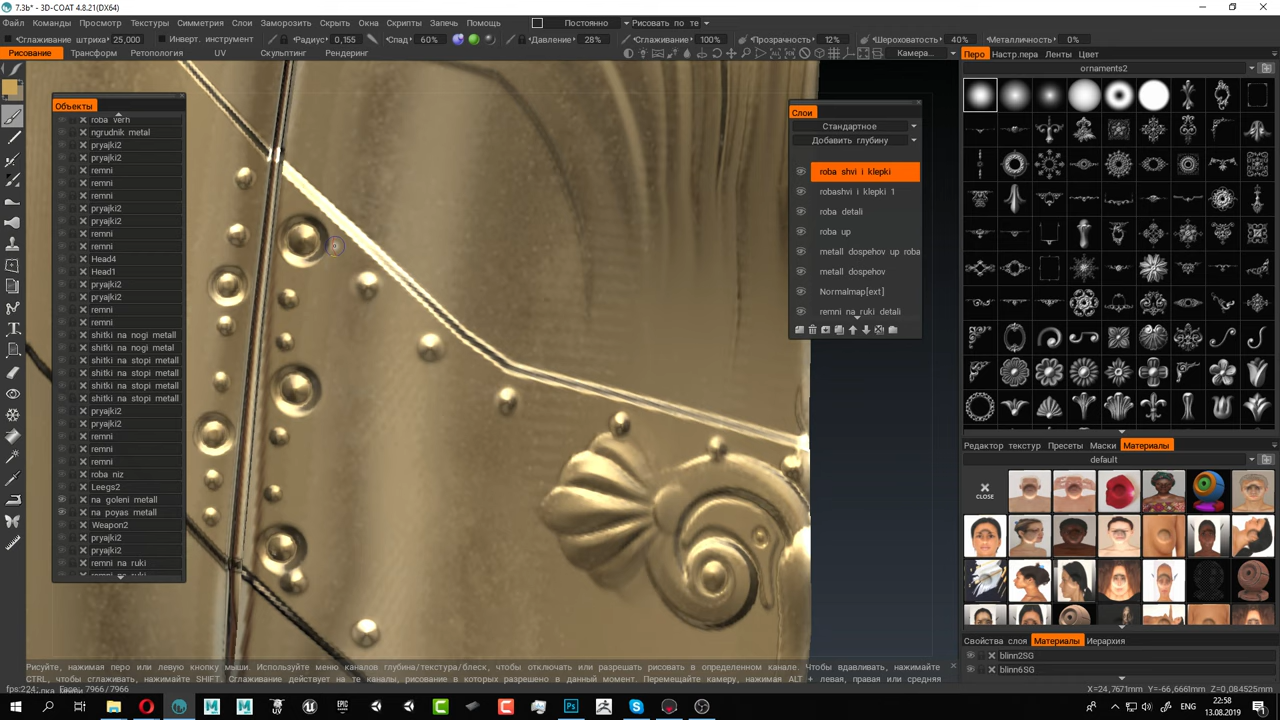 7.3b* - 3D-COAT 4.8.21(DX64)
Файл Команды Просмотр Текстуры Симметрия Слои Заморозить Скрыть Окна Скрипты Запечь Помощь Постоянно Рисовать по те
Сглаживание штриха 25,000 Инверт. инструмент Радиус 0,155 Спад 60% Давление 28% Сглаживание 100% Прозрачность 12% Шероховатость 40% Металличность 0%
Рисование Трансформ Ретопология UV Скульптинг Рендеринг Камера...
Перо Настр.пера Ленты Цвет
ornaments2
Объекты
roba verh
ngrudnik metal
pryajki2
pryajki2
remni
remni
remni
pryajki2
pryajki2
remni
remni
Head4
Head1
pryajki2
pryajki2
remni
remni
shitki na nogi metall
shitki na nogi metal
shitki na stopi metall
shitki na stopi metall
shitki na stopi metall
shitki na stopi metall
pryajki2
pryajki2
remni
remni
remni
roba niz
Leegs2
na goleni metall
na poyas metall
Weapon2
pryajki2
pryajki2
remni na ruki
remni na ruki
Слои
Стандартное
Добавить глубину
roba shvi i klepki
robashvi i klepki 1
roba detali
roba up
metall dospehov up roba
metall dospehov
Normalmap[ext]
remni na ruki detali
Редактор текстур Пресеты Маски Материалы
default
CLOSE
Свойства слоя Материалы Иерархия
blinn2SG
blinn6SG
Рисуйте, нажимая перо или левую кнопку мыши. Используйте меню каналов глубина/текстура/блеск, чтобы отключать или разрешать рисовать в определенном канале. Чтобы вдавливать, нажимайте
CTRL, чтобы сглаживать, нажимайте SHIFT. Сглаживание действует на те каналы, рисование в которых разрешено в данный момент. Перемещайте камеру, нажимая ALT + левая, правая или средняя
fps:224; 7966/7966
X=24,7671mm Y=-66,6661mm Z=0,084525mm
UV EPIC Ps S
22:58
13.08.2019